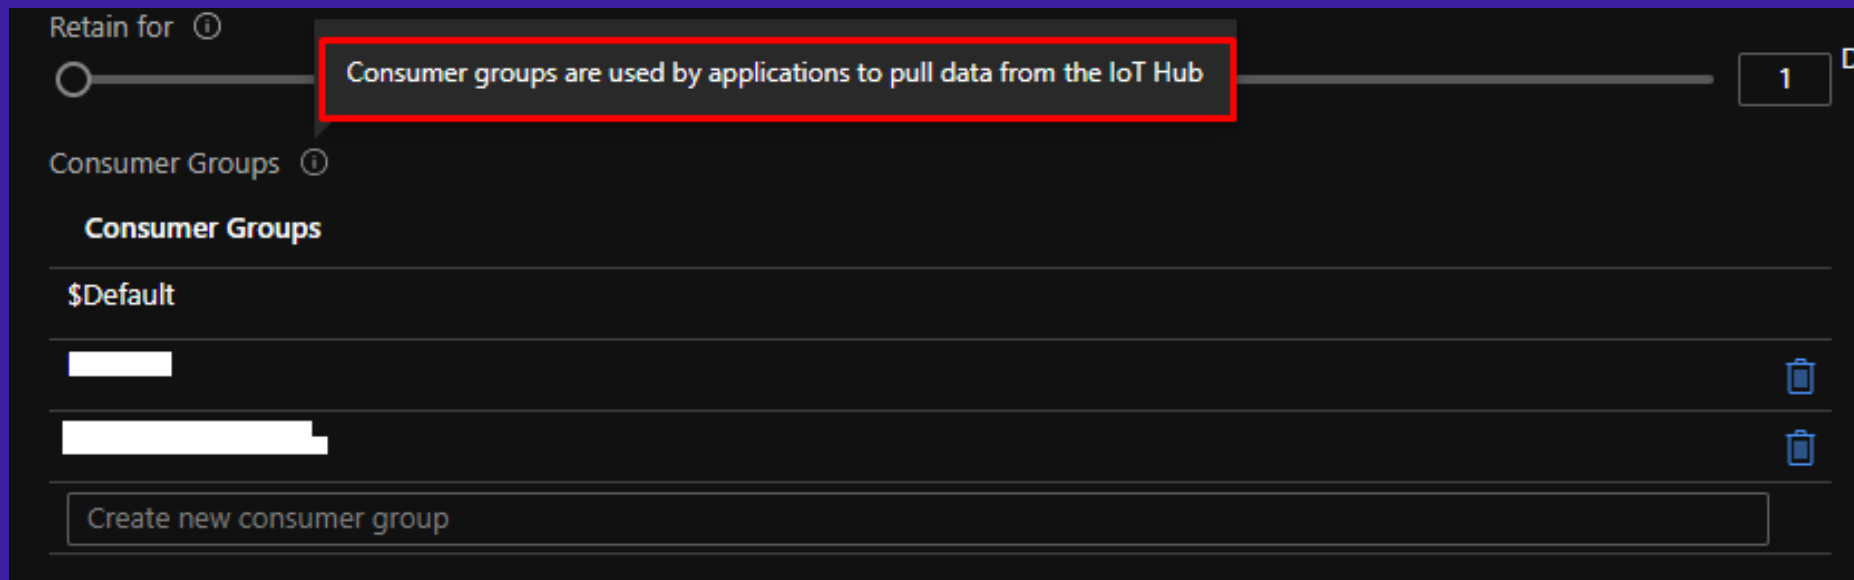 Retain for
Consumer groups are used by applications to pull data from the IoT Hub
1
D
Consumer Groups
Consumer Groups
$Default
Create new consumer group